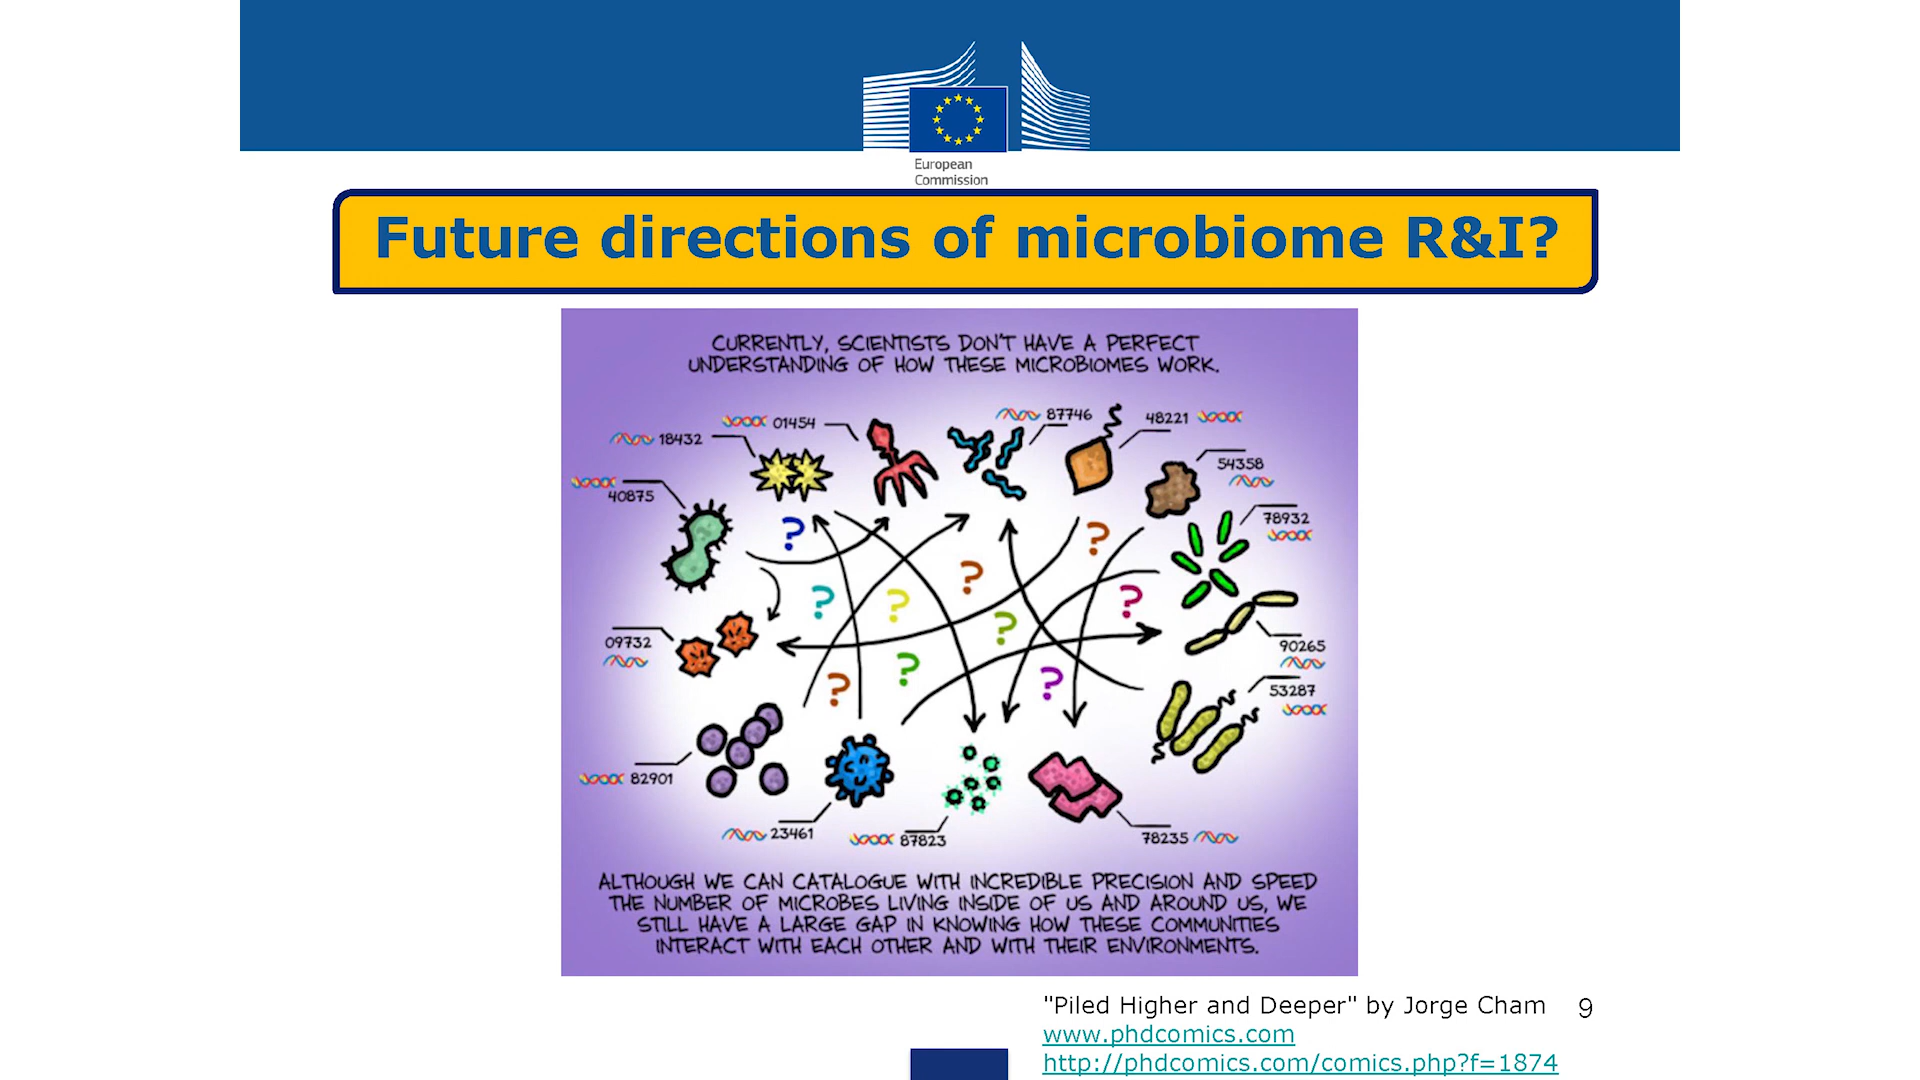 European
Commission
Future directions of microbiome R&I?
CURRENTLY, SCIENTISTS DON'T HAVE A PERFECT
UNDERSTANDING OF HOW THESE MICROBIOMES WORK.
01454
87746
48221
18432
54358
40875
78932
?
?
?
?
?
?
?
09732
90265
?
?
?
53287
82901
23461
87823
78235
ALTHOUGH WE CAN CATALOGUE WITH INCREDIBLE PRECISION AND SPEED
THE NUMBER OF MICROBES LIVING INSIDE OF US AND AROUND US, WE
STILL HAVE A LARGE GAP IN KNOWING HOW THESE COMMUNITIES
INTERACT WITH EACH OTHER AND WITH THEIR ENVIRONMENTS.
"Piled Higher and Deeper" by Jorge Cham 9
www.phdcomics.com
http://phdcomics.com/comics.php?f=1874